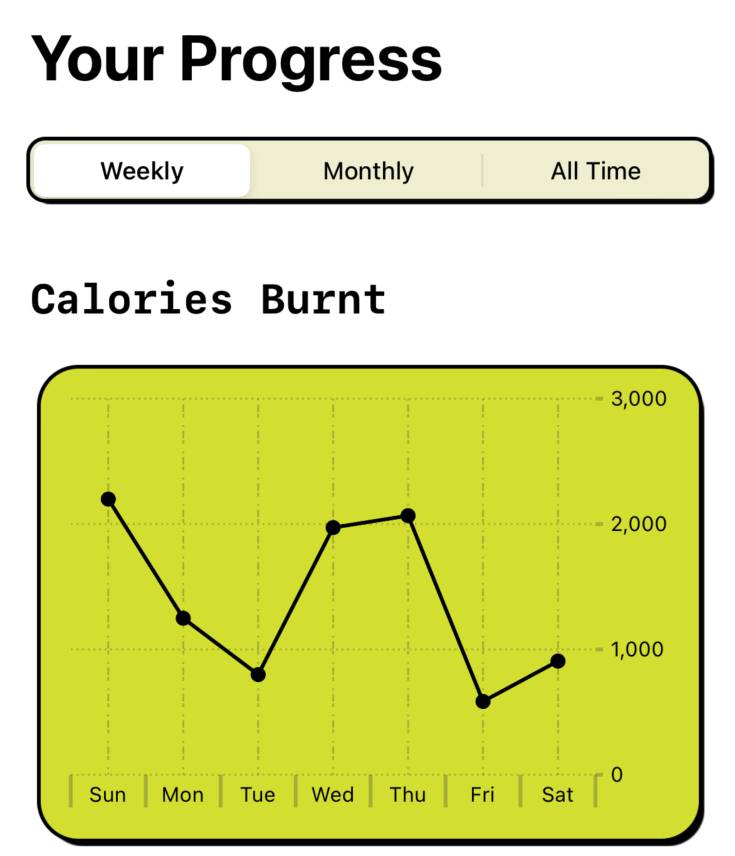 Your Progress
Weekly Monthly All Time
Calories Burnt
3,000
2,000
1,000
0
Sun Mon Tue Wed Thu Fri Sat